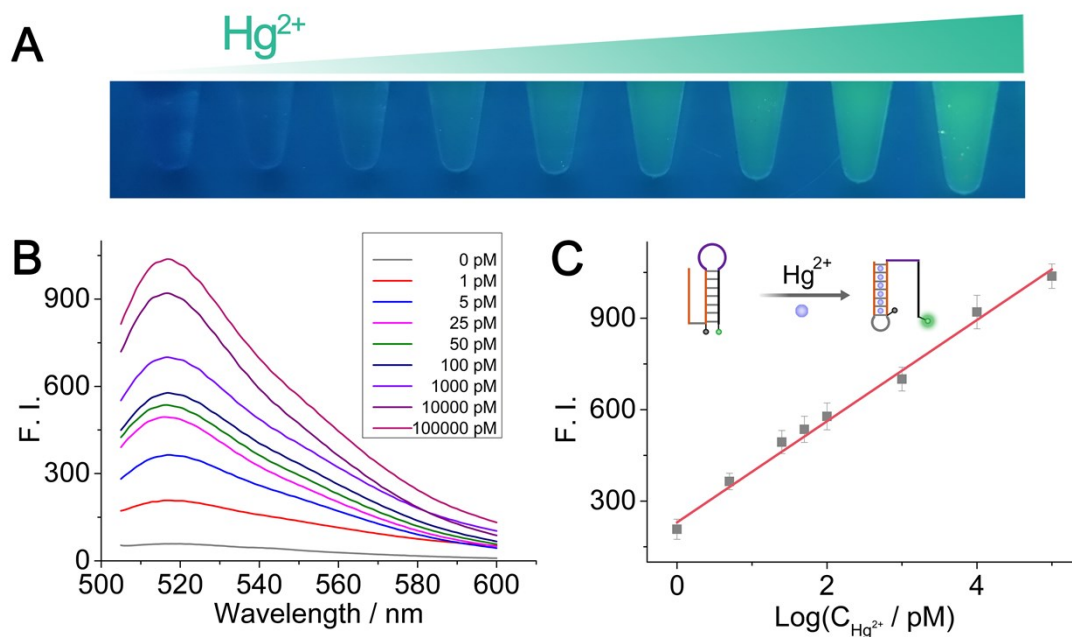 A
Hg²⁺
B
F. I.
900
600
300
0
500 520 540 560 580 600
Wavelength / nm
0 pM
1 pM
5 pM
25 pM
50 pM
100 pM
1000 pM
10000 pM
100000 pM
C
F. I.
900
600
300
0 2 4
Log(C_Hg²⁺ / pM)
Hg²⁺